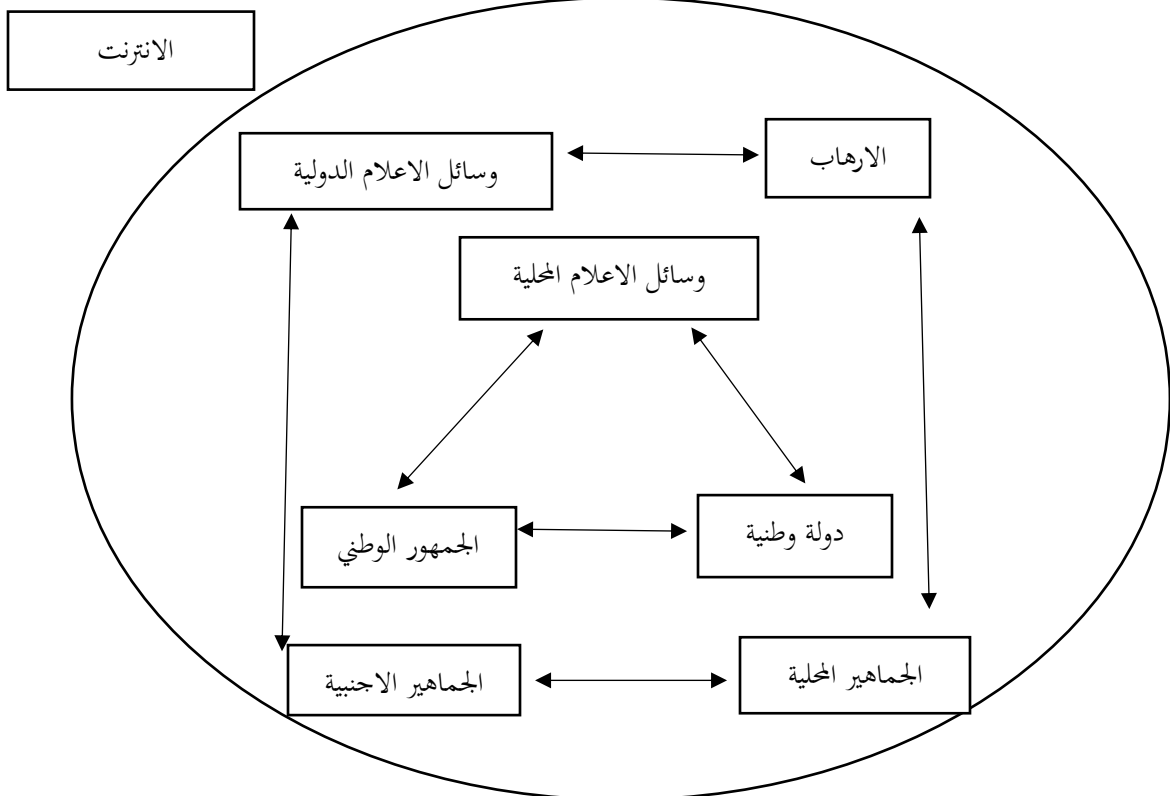 الانترنت
الارهاب
وسائل الاعلام الدولية
وسائل الاعلام المحلية
دولة وطنية
الجمهور الوطني
الجماهير المحلية
الجماهير الاجنبية